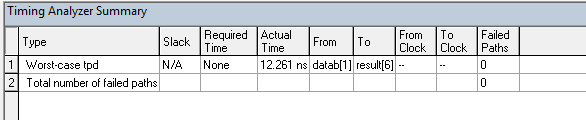 Timing Analyzer Summary
Type Slack Required Time Actual Time From To From Clock To Clock Failed Paths
1 Worst-case tpd N/A None 12.261 ns datab[1] result[6] -- -- 0
2 Total number of failed paths 0